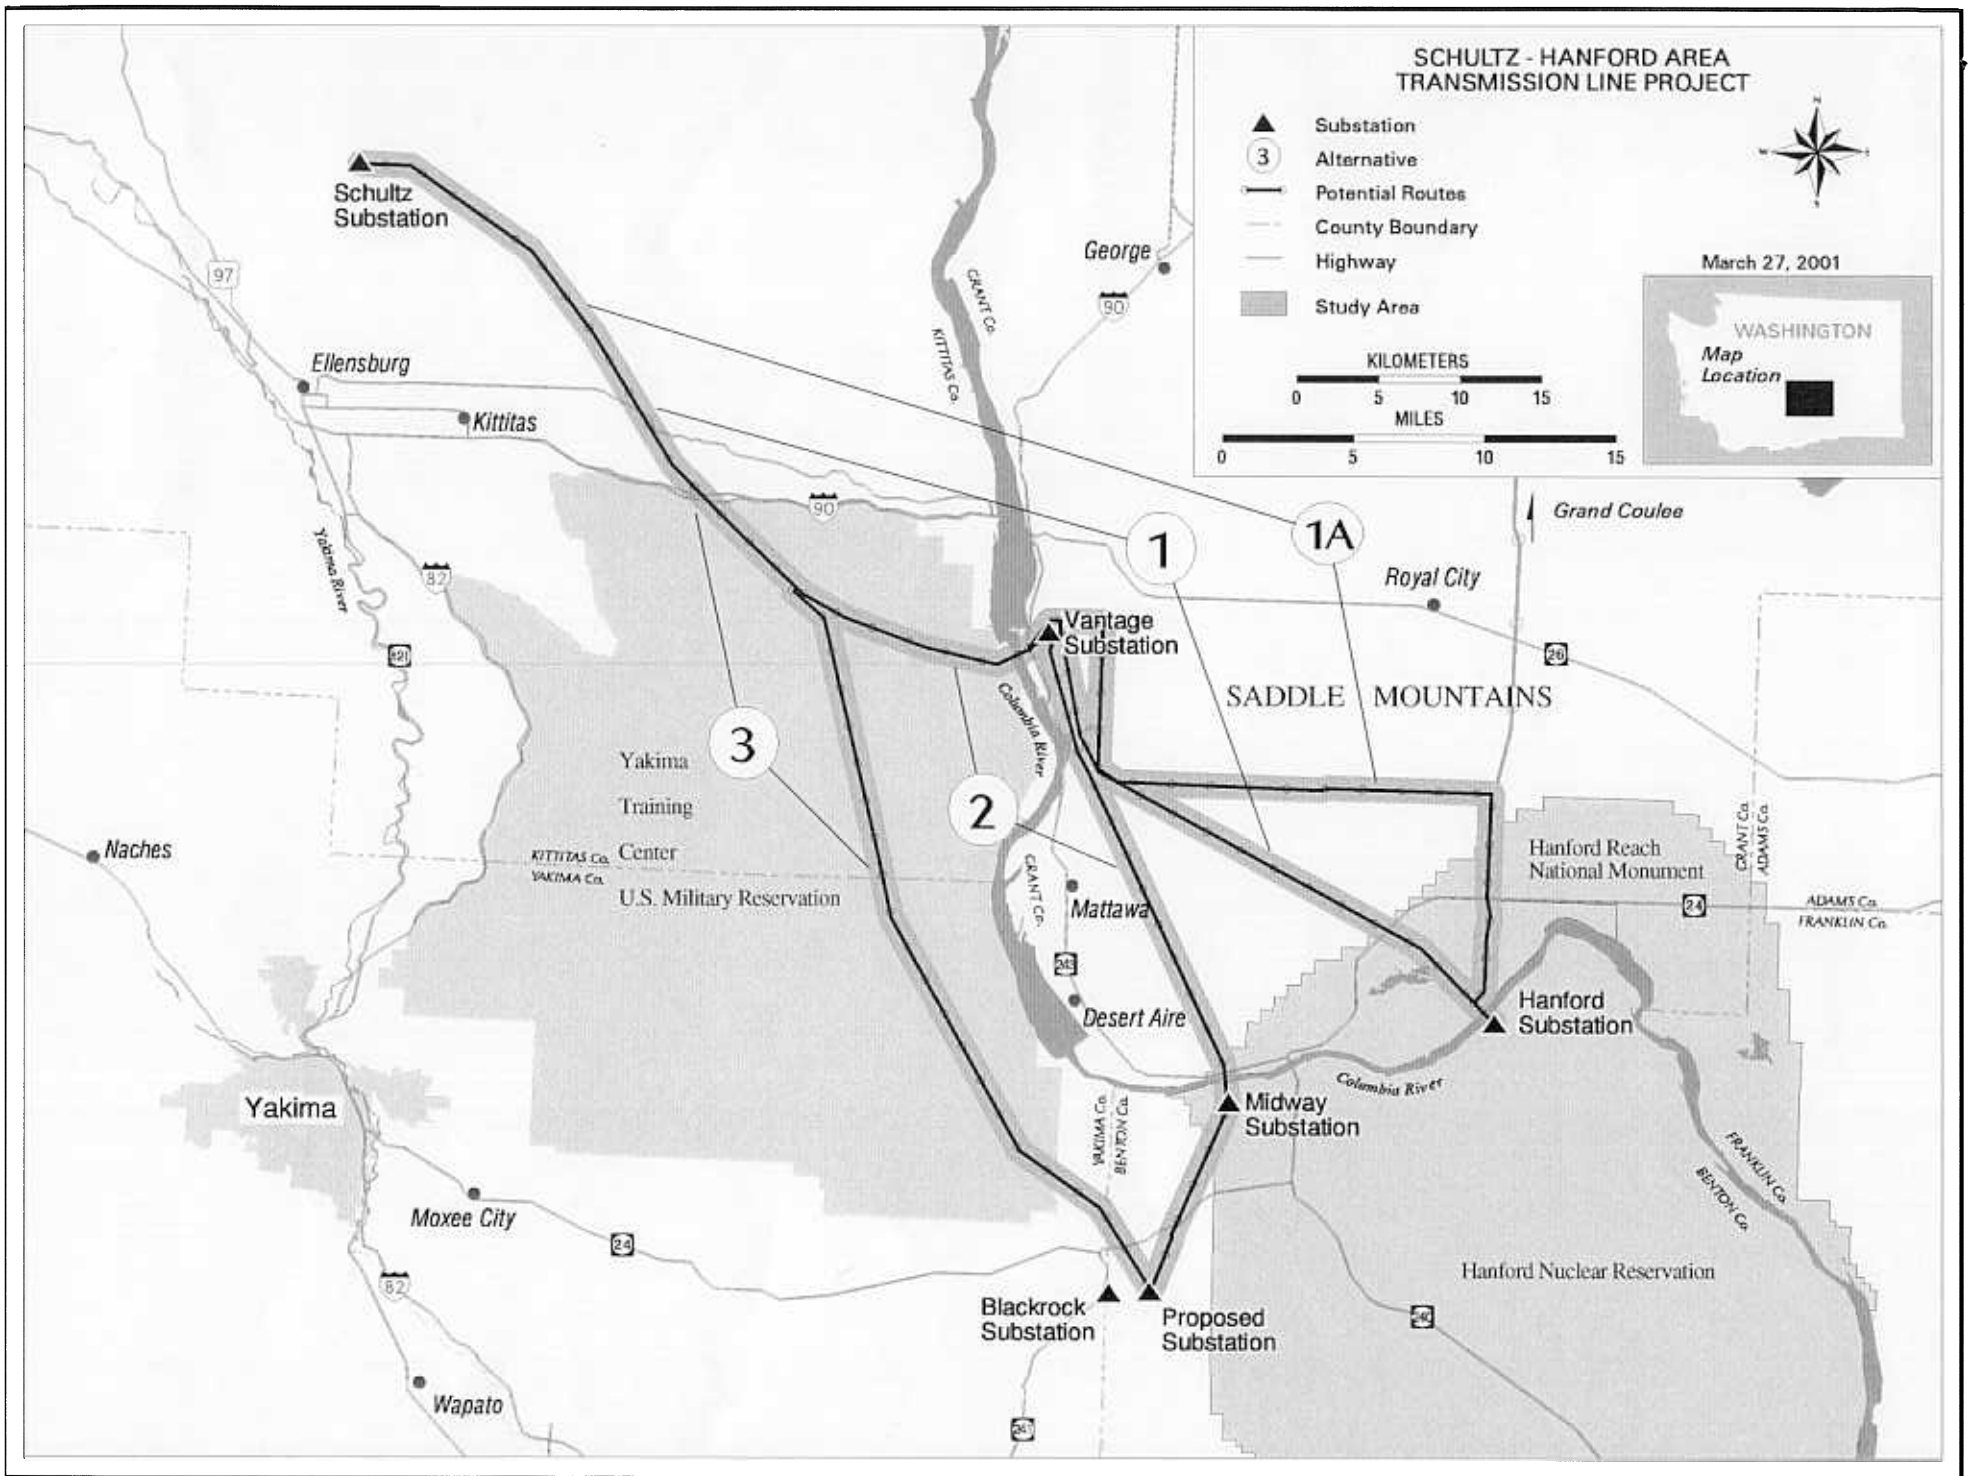 SCHULTZ - HANFORD AREA
TRANSMISSION LINE PROJECT
Substation
3
Alternative
Potential Routes
County Boundary
Highway
Study Area
KILOMETERS
0 5 10 15
MILES
0 5 10 15
N
W
E
S
March 27, 2001
WASHINGTON
Map
Location
Schultz
Substation
97
George
90
GRANT Co.
KITTITAS Co.
Ellensburg
Kittitas
90
Grand Coulee
1
1A
Yakima River
82
Royal City
821
Vantage
Substation
26
SADDLE MOUNTAINS
Columbia River
3
2
Yakima
Training
Center
U.S. Military Reservation
KITTITAS Co.
YAKIMA Co.
Naches
GRANT Co.
Mattawa
243
Desert Aire
Hanford Reach
National Monument
GRANT Co.
ADAMS Co.
24
ADAMS Co.
FRANKLIN Co.
Hanford
Substation
Columbia River
Midway
Substation
Yakima
YAKIMA Co.
BENTON Co.
FRANKLIN Co.
BENTON Co.
Moxee City
24
82
Hanford Nuclear Reservation
Blackrock
Substation
Proposed
Substation
240
Wapato